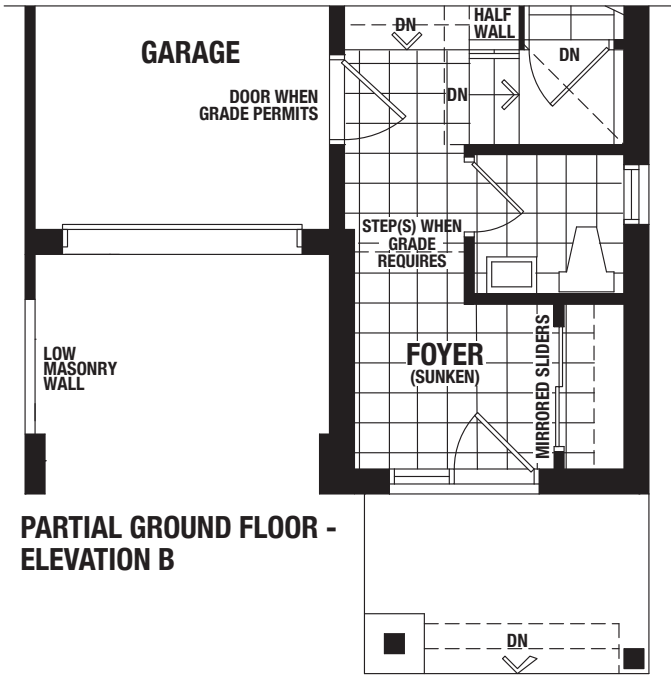 HALF
WALL
DN
DN
GARAGE
DN
DOOR WHEN
GRADE PERMITS
STEP(S) WHEN
GRADE
REQUIRES
LOW
MASONRY
WALL
FOYER
(SUNKEN)
MIRRORED SLIDERS
PARTIAL GROUND FLOOR -
ELEVATION B
DN